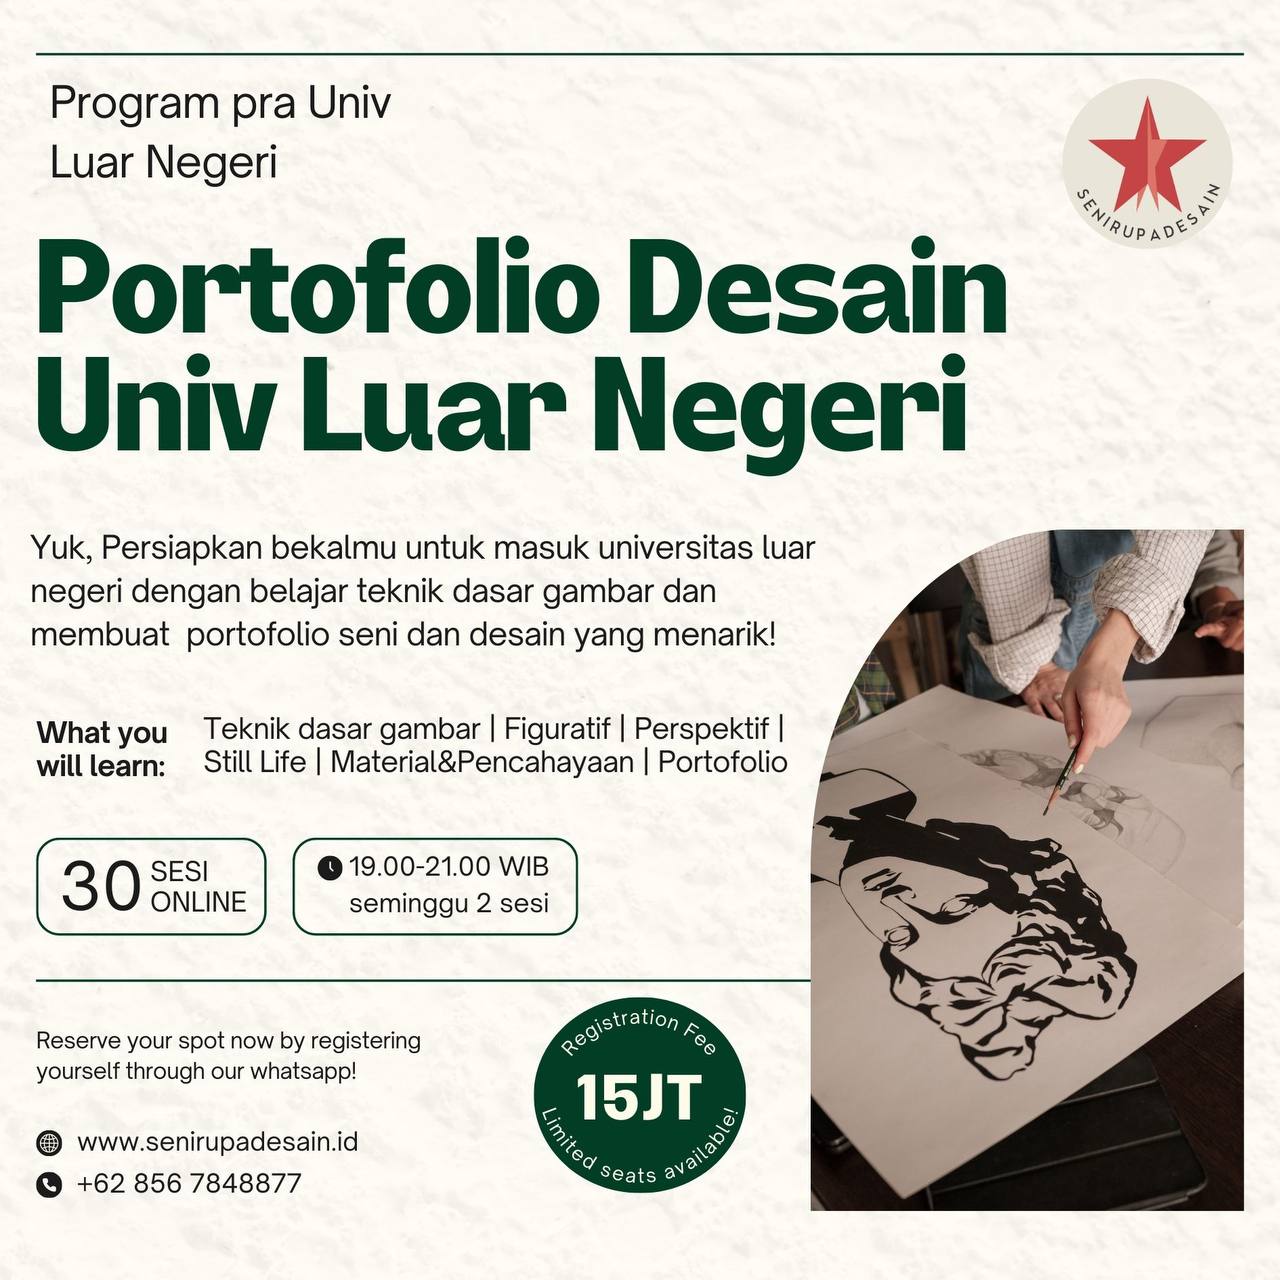 Program pra Univ
Luar Negeri
SENIRUPADESAIN
Portofolio Desain
Univ Luar Negeri
Yuk, Persiapkan bekalmu untuk masuk universitas luar
negeri dengan belajar teknik dasar gambar dan
membuat  portofolio seni dan desain yang menarik!
What you
will learn:
Teknik dasar gambar | Figuratif | Perspektif |
Still Life | Material&Pencahayaan | Portofolio
30 SESI
ONLINE
19.00-21.00 WIB
seminggu 2 sesi
Reserve your spot now by registering
yourself through our whatsapp!
www.senirupadesain.id
+62 856 7848877
Registration Fee
15JT
Limited seats available!